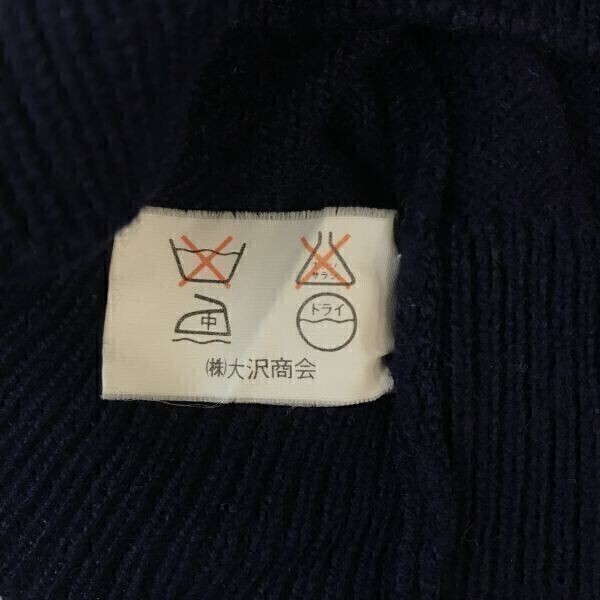 サラシ
中 ドライ
㈱大沢商会